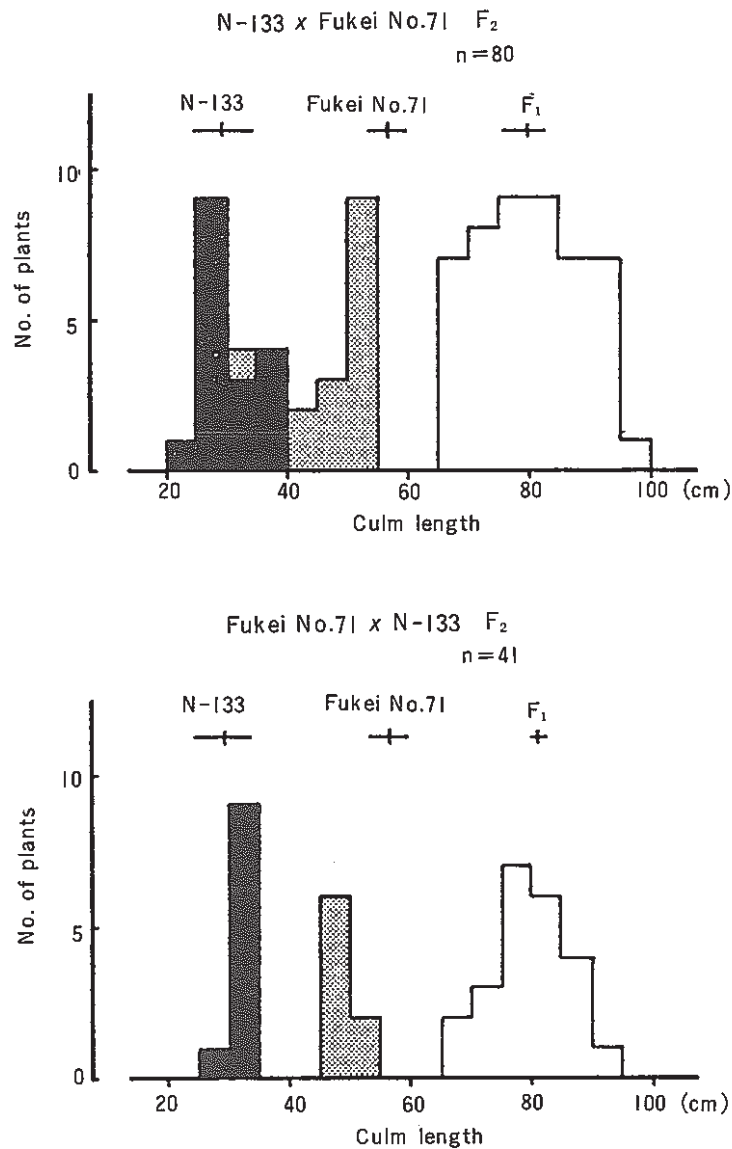 N-133 x Fukei No.71 F2
n=80
N-133 Fukei No.71 F1
No. of plants
10
5
0
20 40 60 80 100 (cm)
Culm length
Fukei No.71 x N-133 F2
n=41
N-133 Fukei No.71 F1
No. of plants
10
5
0
20 40 60 80 100 (cm)
Culm length